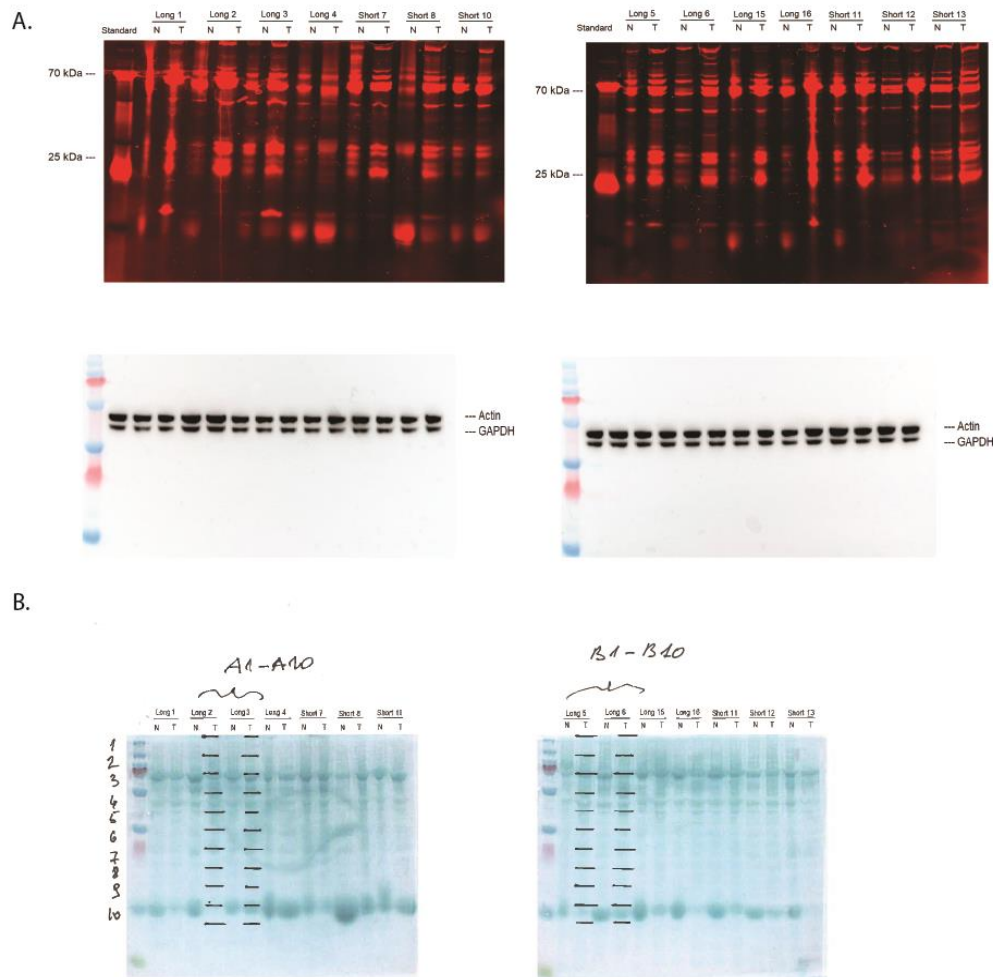 A.
Long 1 Long 2 Long 3 Long 4 Short 7 Short 8 Short 10
Standard N T N T N T N T N T N T N T
70 kDa ---
25 kDa ---
Long 5 Long 6 Long 15 Long 16 Short 11 Short 12 Short 13
Standard N T N T N T N T N T N T N T
70 kDa ---
25 kDa ---
--- Actin
--- GAPDH
--- Actin
--- GAPDH
B.
A1-A10
Long 1 Long 2 Long 3 Long 4 Short 7 Short 8
N T N T N T N T N T N T N T
1
2
3
4
5
6
7
8
9
10
B1-B10
Long 5 Long 6 Long 15 Long 16 Short 11 Short 12 Short 13
N T N T N T N T N T N T N T